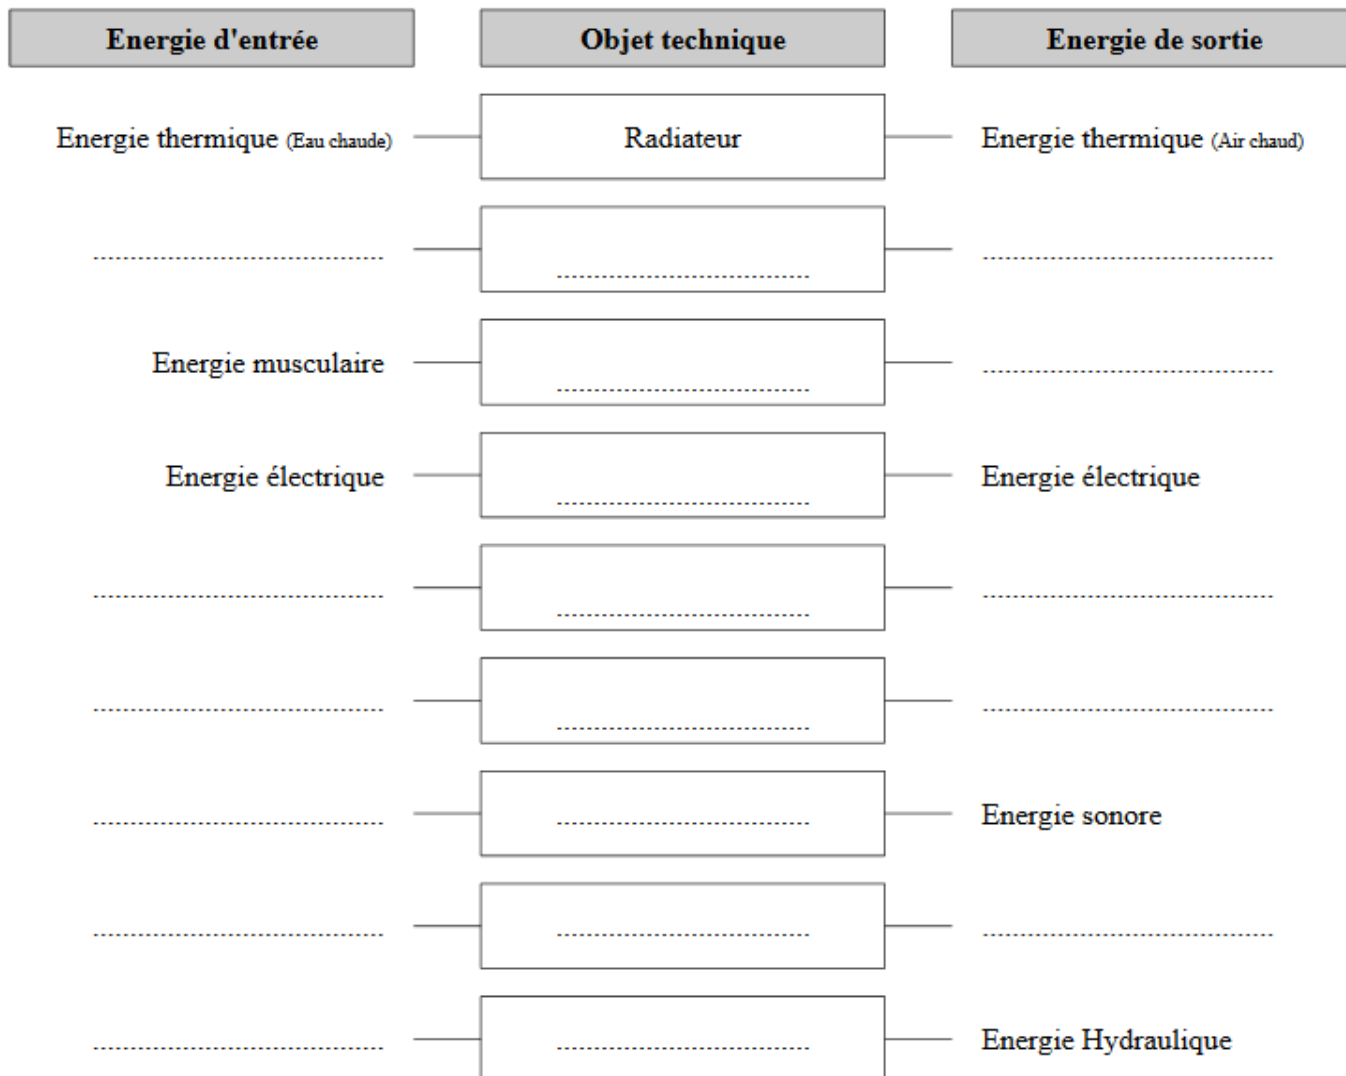 Energie d'entrée Objet technique Energie de sortie
Energie thermique (Eau chaude) Radiateur Energie thermique (Air chaud)
Energie musculaire
Energie électrique Energie électrique
Energie sonore
Energie Hydraulique